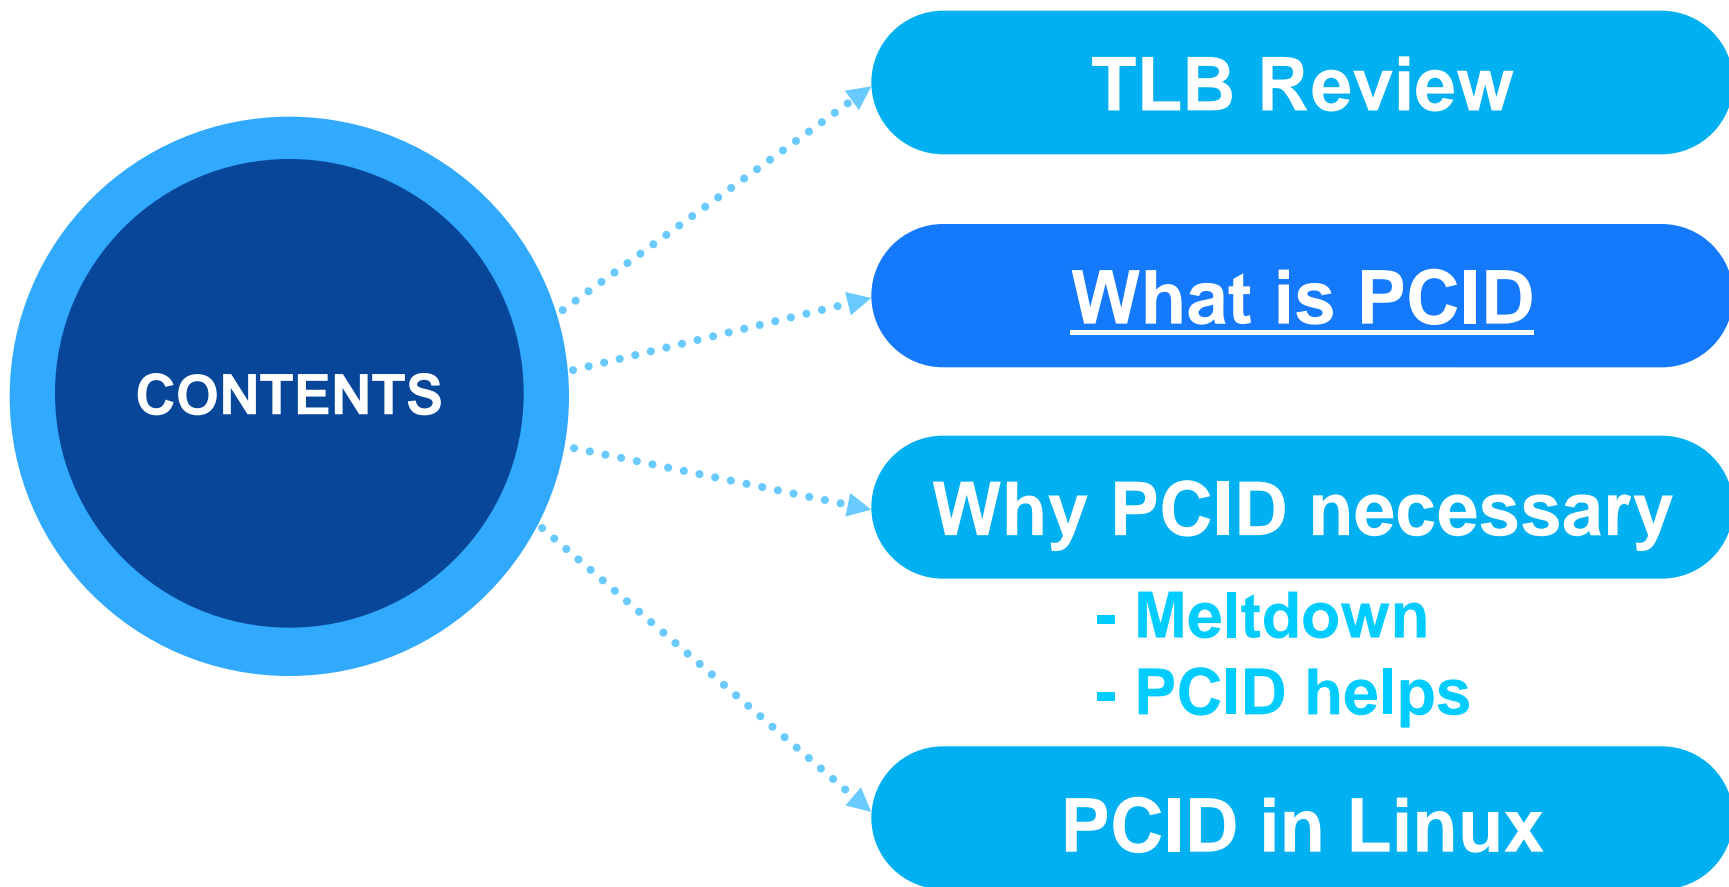 CONTENTS
TLB Review
What is PCID
Why PCID necessary
- Meltdown
- PCID helps
PCID in Linux